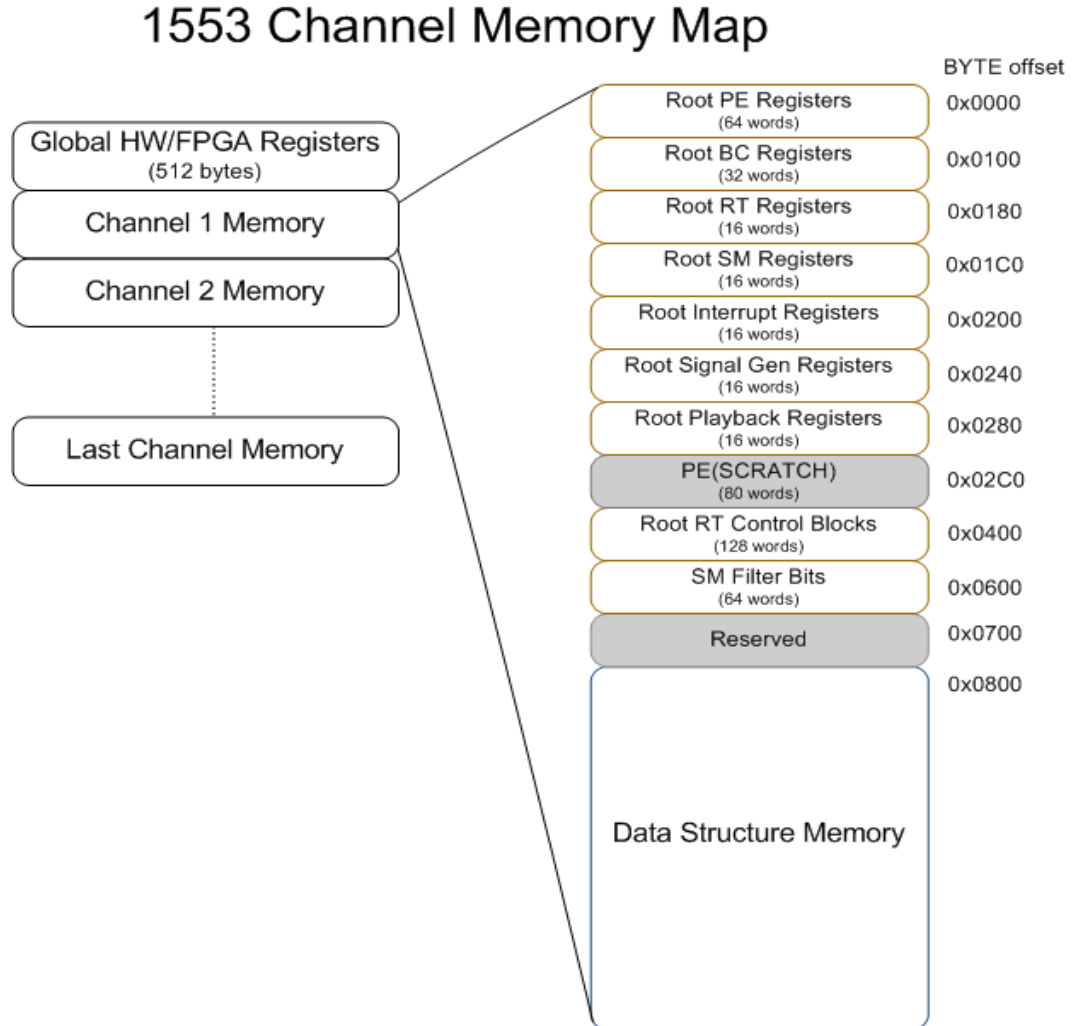 1553 Channel Memory Map
Global HW/FPGA Registers
(512 bytes)
Channel 1 Memory
Channel 2 Memory
Last Channel Memory
BYTE offset
Root PE Registers
(64 words)
0x0000
Root BC Registers
(32 words)
0x0100
Root RT Registers
(16 words)
0x0180
Root SM Registers
(16 words)
0x01C0
Root Interrupt Registers
(16 words)
0x0200
Root Signal Gen Registers
(16 words)
0x0240
Root Playback Registers
(16 words)
0x0280
PE(SCRATCH)
(80 words)
0x02C0
Root RT Control Blocks
(128 words)
0x0400
SM Filter Bits
(64 words)
0x0600
Reserved
0x0700
0x0800
Data Structure Memory